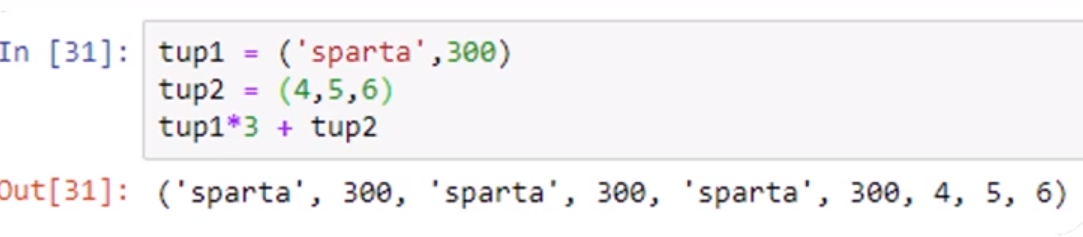 In [31]: tup1 = ('sparta',300)
tup2 = (4,5,6)
tup1*3 + tup2
Out[31]: ('sparta', 300, 'sparta', 300, 'sparta', 300, 4, 5, 6)